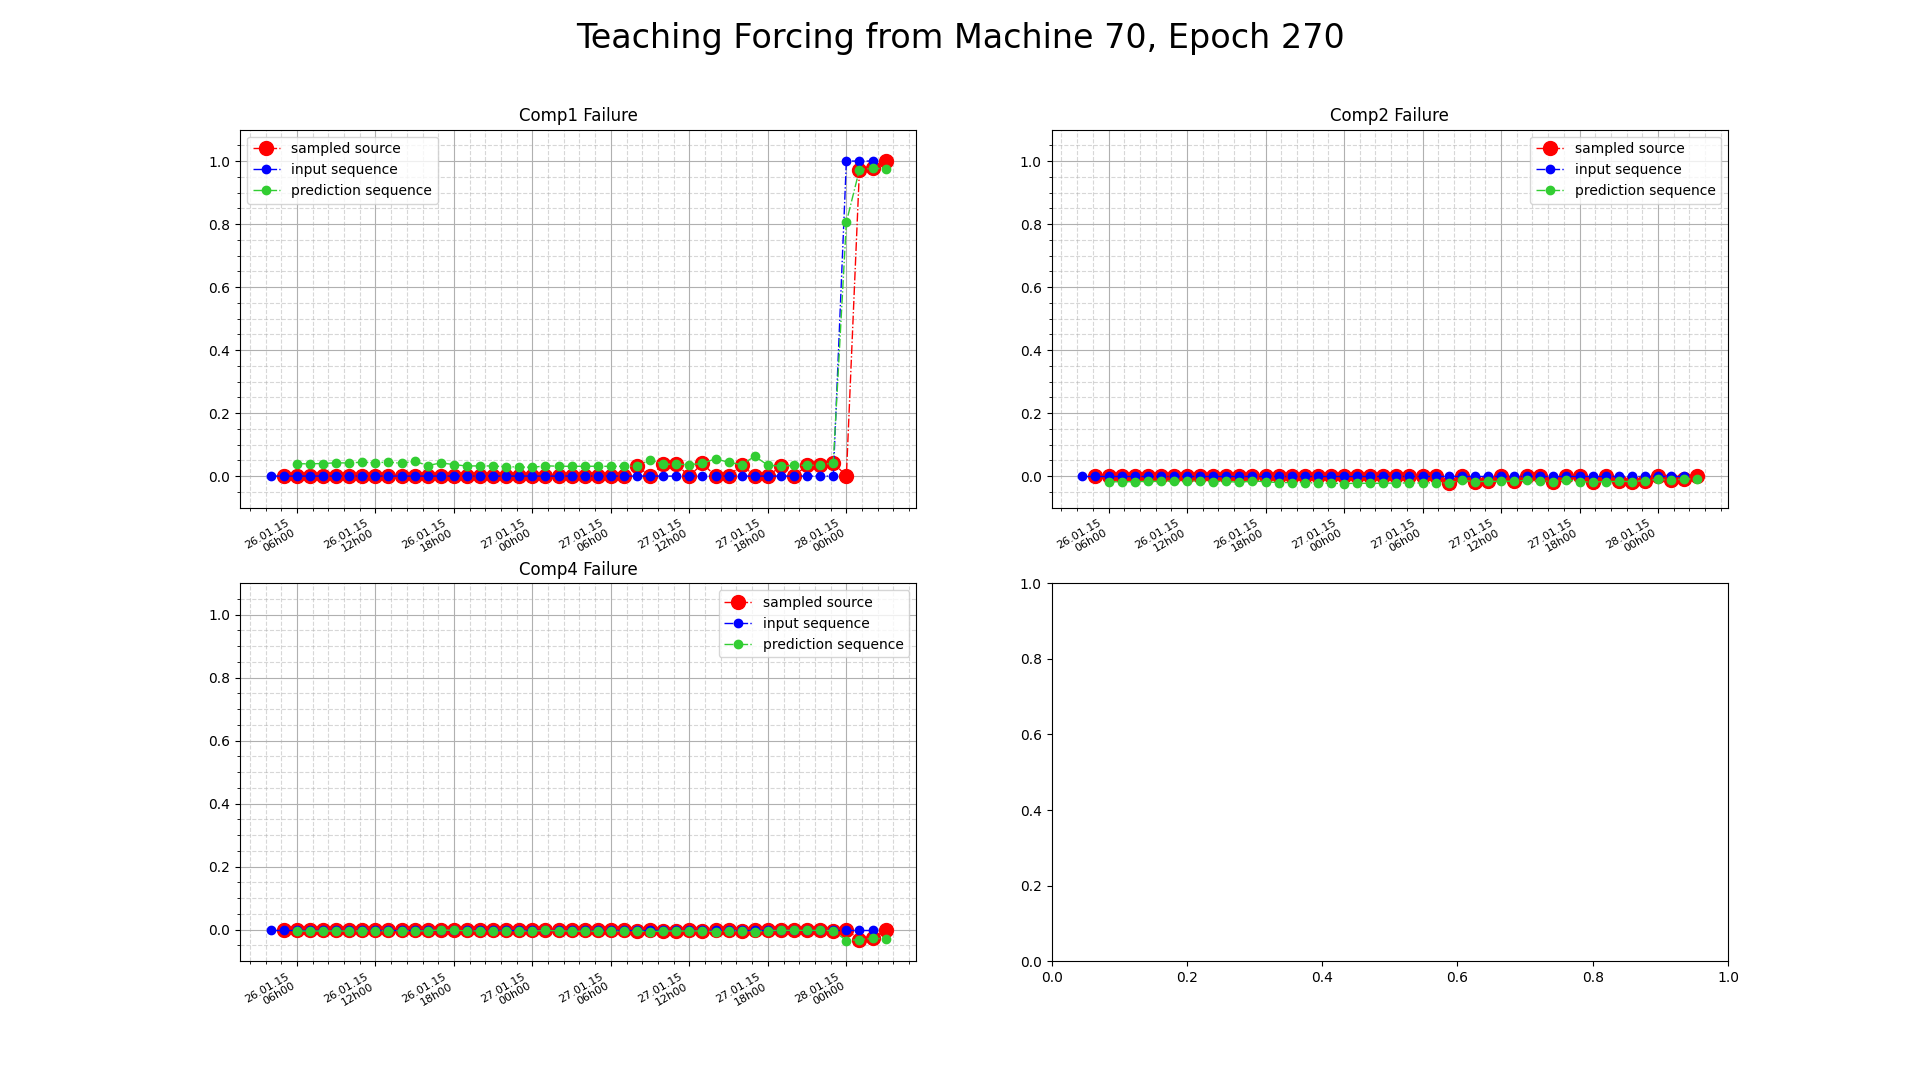 Teaching Forcing from Machine 70, Epoch 270
Comp1 Failure
sampled source
input sequence
prediction sequence
1.0
0.8
0.6
0.4
0.2
0.0
26.01.15
06h00
26.01.15
12h00
26.01.15
18h00
27.01.15
00h00
27.01.15
06h00
27.01.15
12h00
27.01.15
18h00
28.01.15
00h00
Comp2 Failure
sampled source
input sequence
prediction sequence
1.0
0.8
0.6
0.4
0.2
0.0
26.01.15
06h00
26.01.15
12h00
26.01.15
18h00
27.01.15
00h00
27.01.15
06h00
27.01.15
12h00
27.01.15
18h00
28.01.15
00h00
Comp4 Failure
sampled source
input sequence
prediction sequence
1.0
0.8
0.6
0.4
0.2
0.0
26.01.15
06h00
26.01.15
12h00
26.01.15
18h00
27.01.15
00h00
27.01.15
06h00
27.01.15
12h00
27.01.15
18h00
28.01.15
00h00
1.0
0.8
0.6
0.4
0.2
0.0
0.0 0.2 0.4 0.6 0.8 1.0